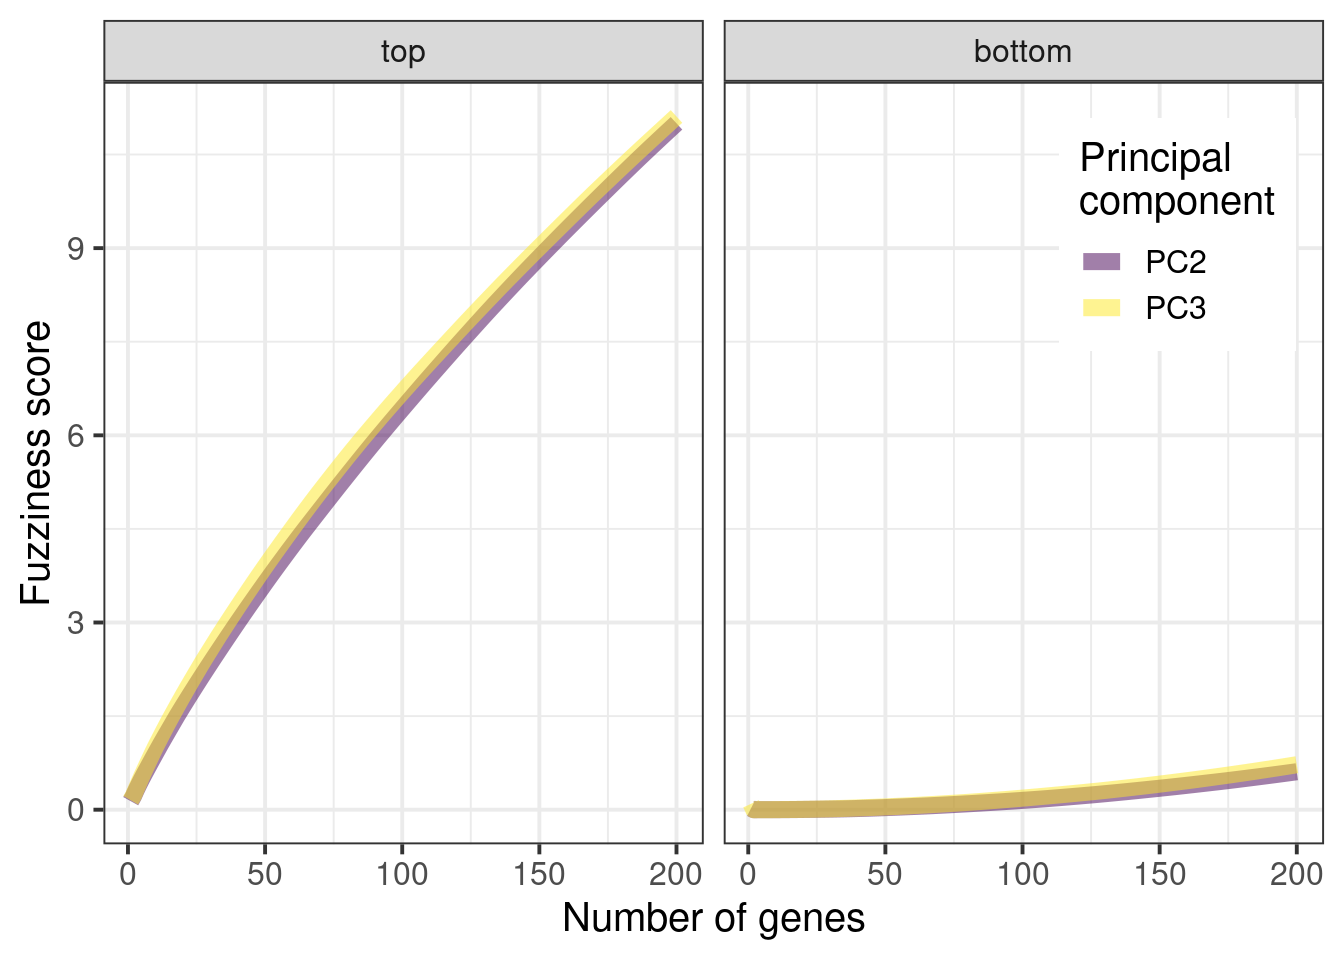 top
bottom
Principal
component
PC2
PC3
Fuzziness score
9
6
3
0
0 50 100 150 200
0 50 100 150 200
Number of genes